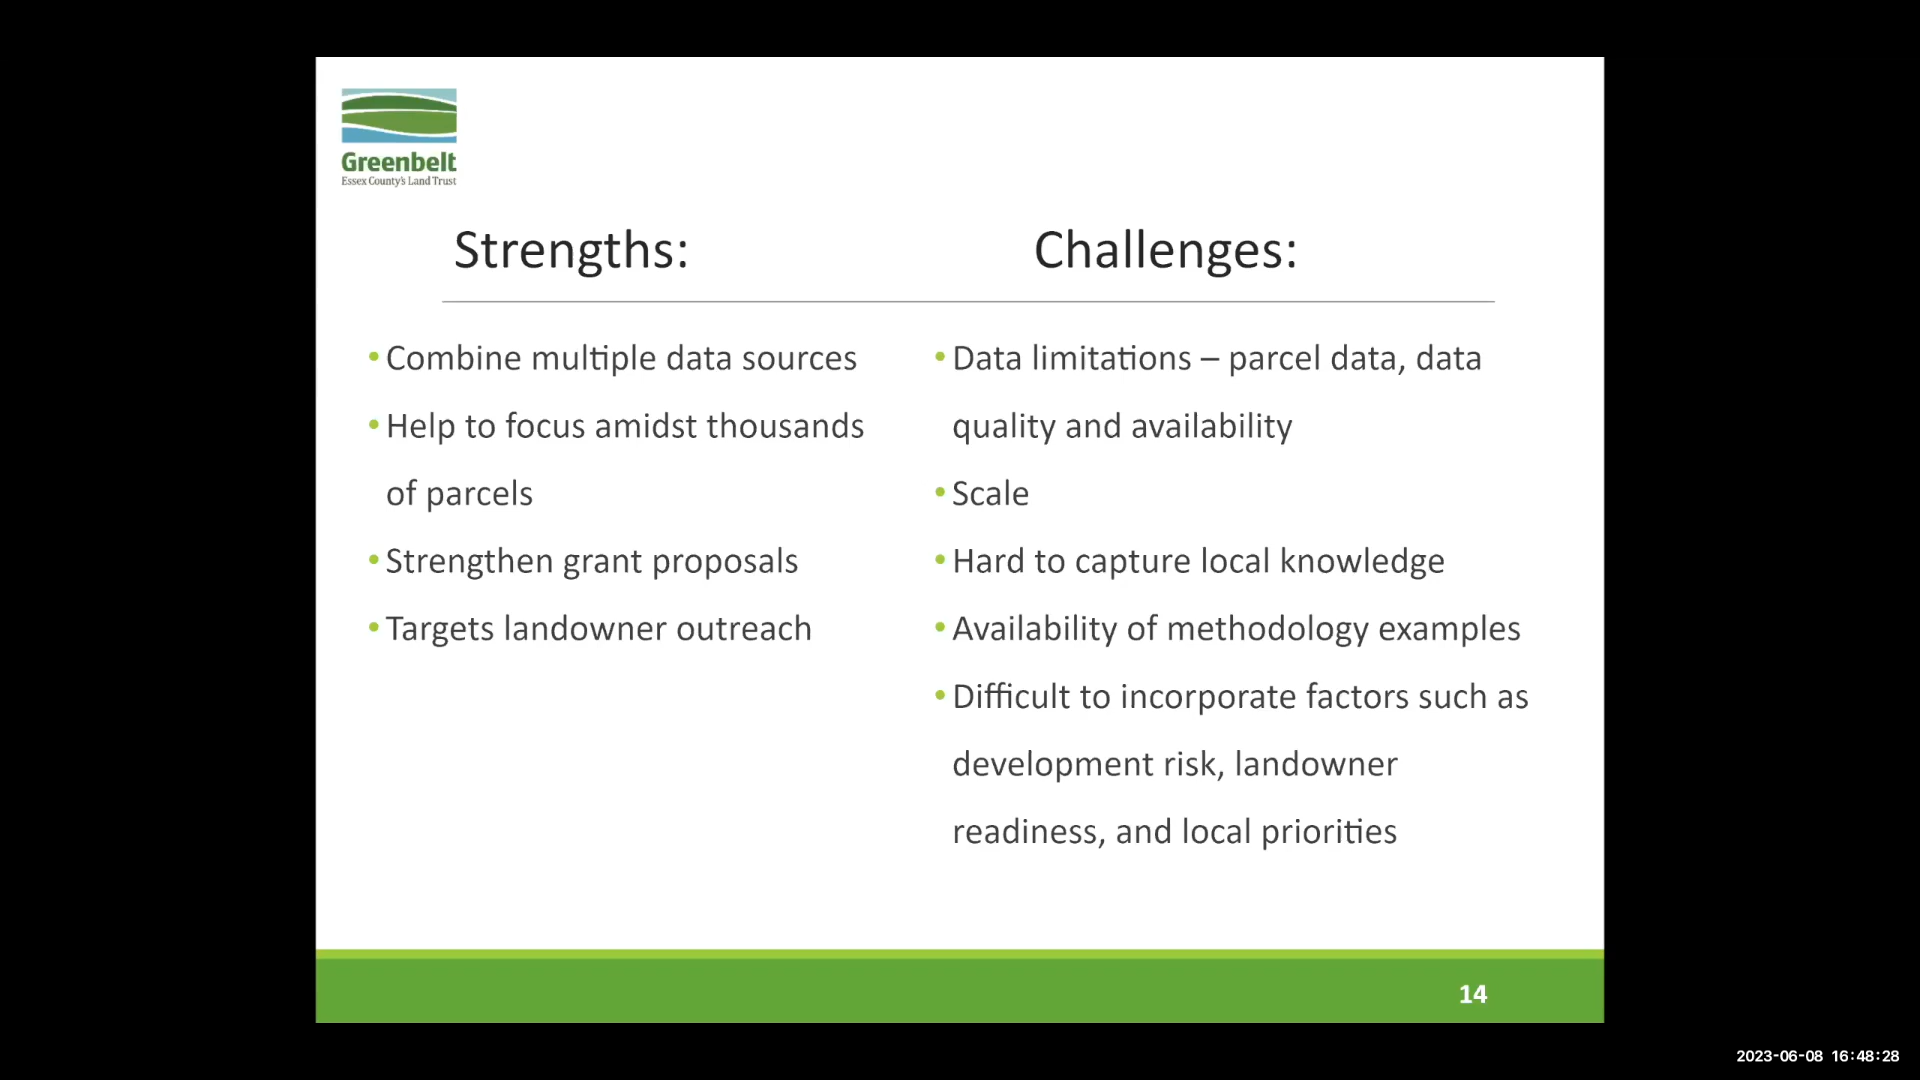 Greenbelt
Essex County's Land Trust
Strengths:
• Combine multiple data sources
• Help to focus amidst thousands
of parcels
• Strengthen grant proposals
• Targets landowner outreach
Challenges:
• Data limitations – parcel data, data
quality and availability
• Scale
• Hard to capture local knowledge
• Availability of methodology examples
• Difficult to incorporate factors such as
development risk, landowner
readiness, and local priorities
14
2023-06-08 16:48:28